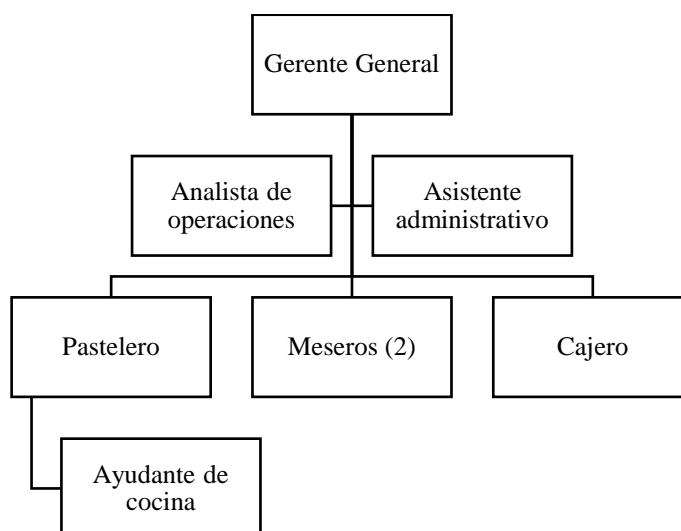 Gerente General
Analista de
operaciones
Asistente
administrativo
Pastelero
Meseros (2)
Cajero
Ayudante de
cocina